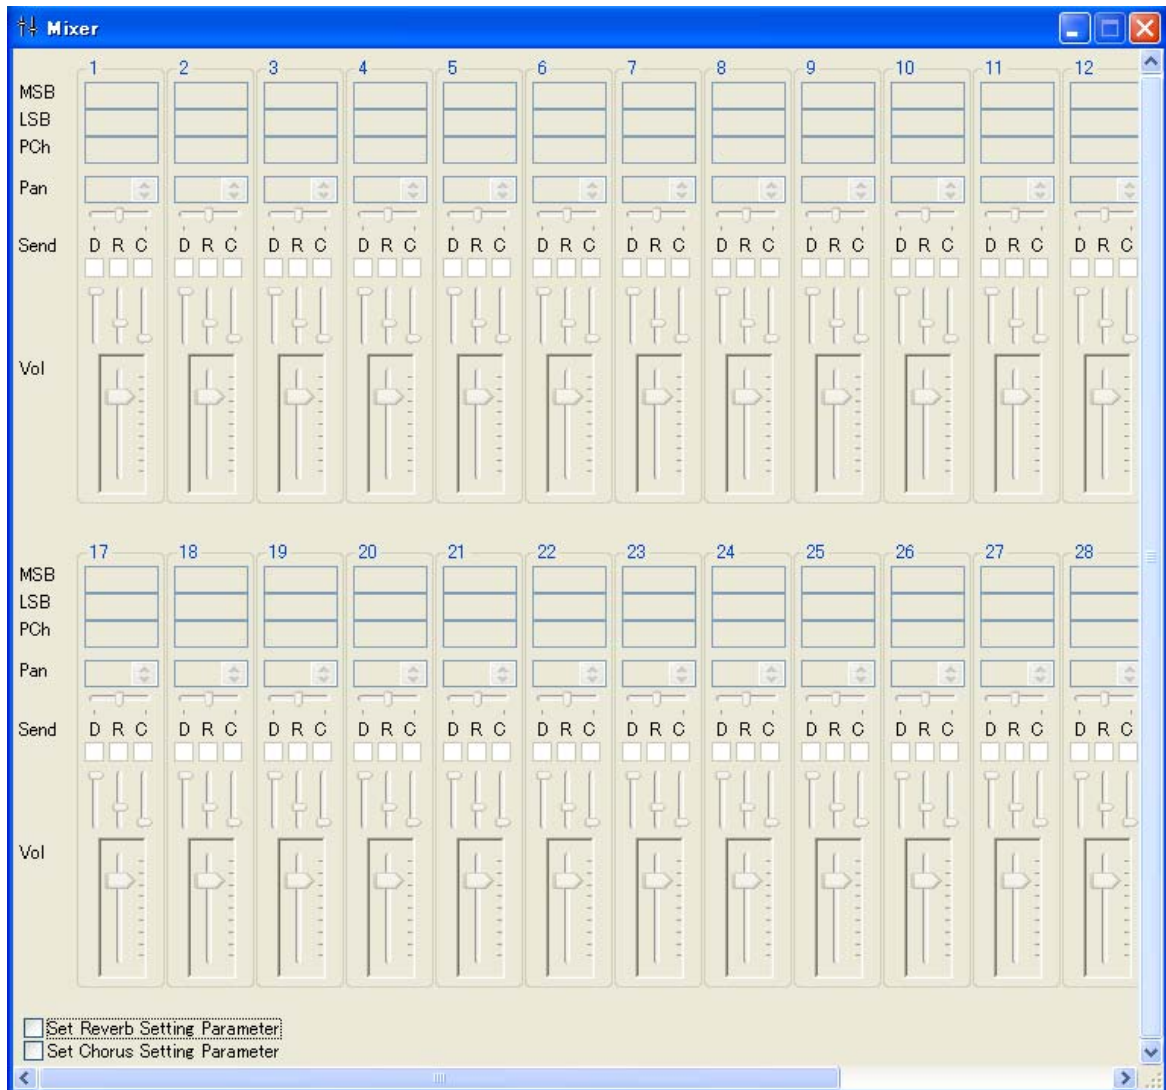 Mixer
1 2 3 4 5 6 7 8 9 10 11 12
MSB
LSB
PCh
Pan
Send D R C D R C D R C D R C D R C D R C D R C D R C D R C D R C D R C D R C
Vol
17 18 19 20 21 22 23 24 25 26 27 28
MSB
LSB
PCh
Pan
Send D R C D R C D R C D R C D R C D R C D R C D R C D R C D R C D R C D R C
Vol
Set Reverb Setting Parameter
Set Chorus Setting Parameter